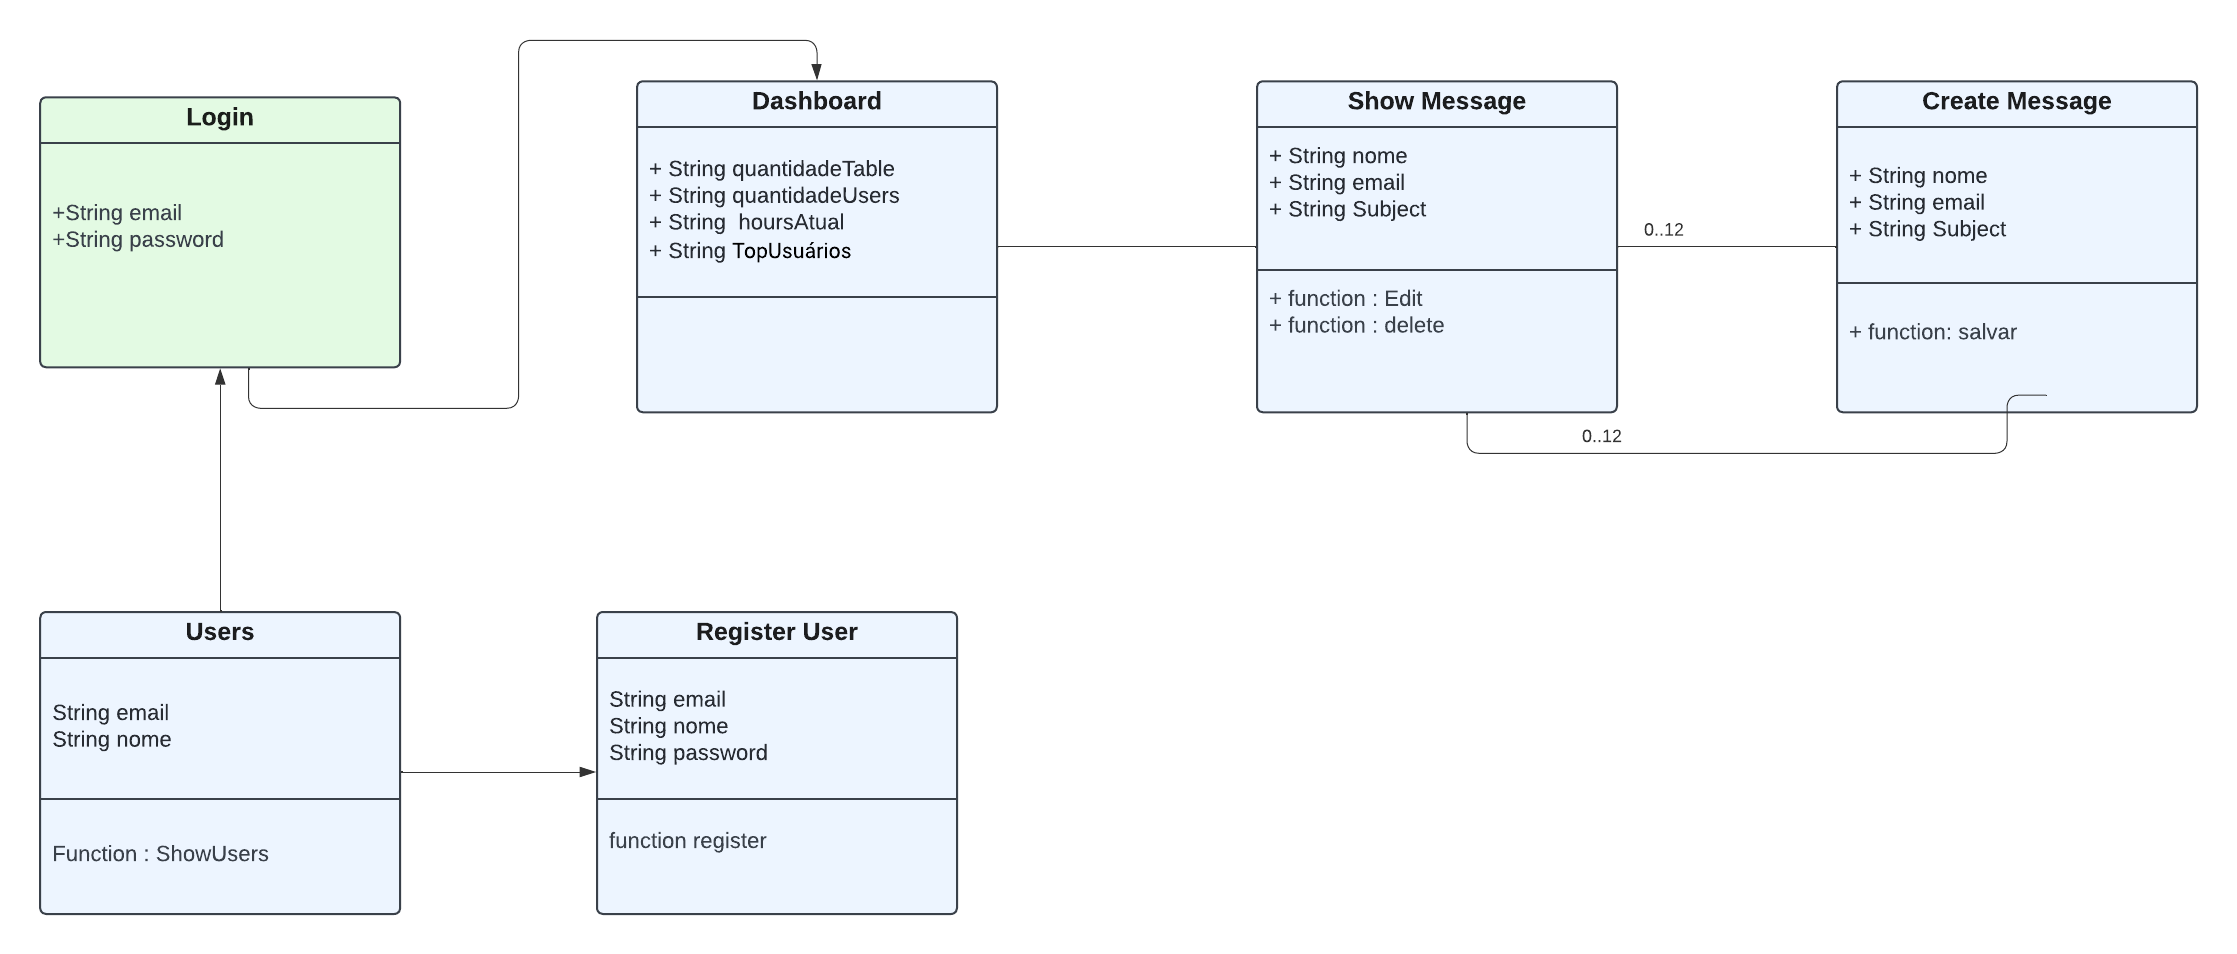 Login
+String email
+String password
Dashboard
+ String quantidadeTable
+ String quantidadeUsers
+ String  hoursAtual
+ String TopUsuários
Show Message
+ String nome
+ String email
+ String Subject
+ function : Edit
+ function : delete
0..12
Create Message
+ String nome
+ String email
+ String Subject
+ function: salvar
0..12
Users
String email
String nome
Function : ShowUsers
Register User
String email
String nome
String password
function register